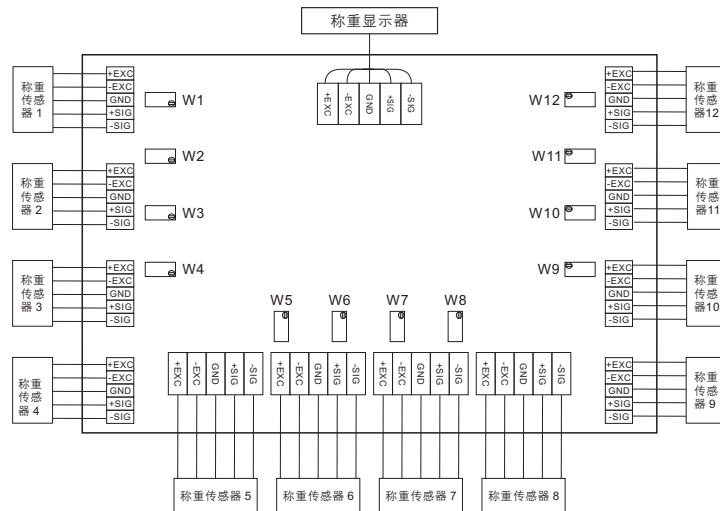 称重显示器
+EXC
-EXC
GND
+SIG
-SIG
称重
传感
器1
+EXC
-EXC
GND
+SIG
-SIG
W1
W2
称重
传感
器2
+EXC
-EXC
GND
+SIG
-SIG
W3
W4
称重
传感
器3
+EXC
-EXC
GND
+SIG
-SIG
称重
传感
器4
+EXC
-EXC
GND
+SIG
-SIG
W12
+EXC
-EXC
GND
+SIG
-SIG
称重
传感
器12
W11
W10
+EXC
-EXC
GND
+SIG
-SIG
称重
传感
器11
W9
+EXC
-EXC
GND
+SIG
-SIG
称重
传感
器10
+EXC
-EXC
GND
+SIG
-SIG
称重
传感
器9
W5 W6 W7 W8
+EXC
-EXC
GND
+SIG
-SIG
+EXC
-EXC
GND
+SIG
-SIG
+EXC
-EXC
GND
+SIG
-SIG
+EXC
-EXC
GND
+SIG
-SIG
称重传感器5
称重传感器6
称重传感器7
称重传感器8